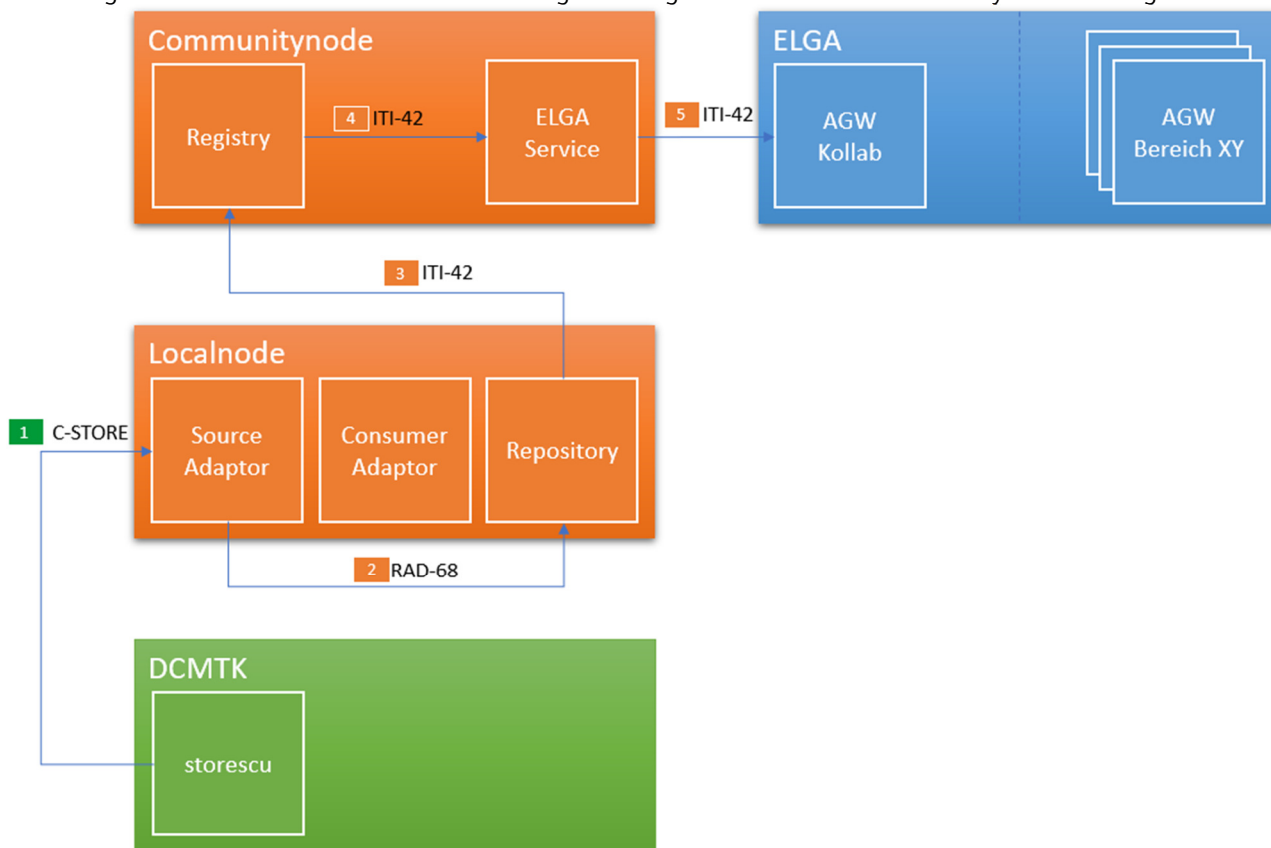 Communitynode
ELGA
Registry
4 ITI-42
ELGA
Service
5 ITI-42
AGW
Kollab
AGW
Bereich XY
3 ITI-42
Localnode
1 C-STORE
Source
Adaptor
Consumer
Adaptor
Repository
2 RAD-68
DCMTK
storescu